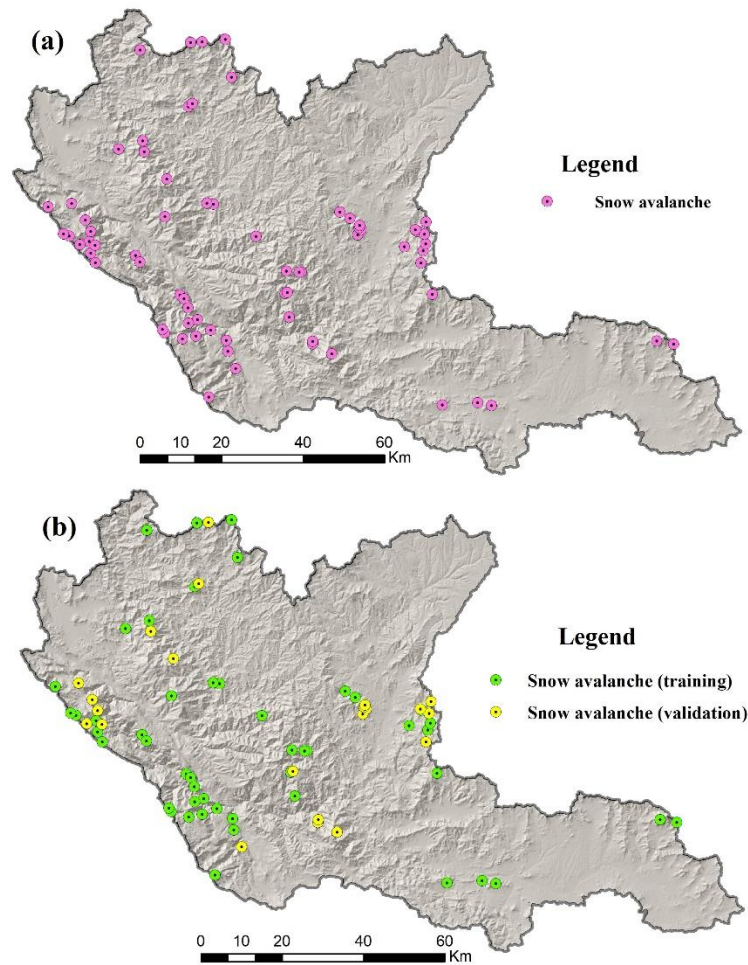 (a)
Legend
Snow avalanche
0 10 20 40 60
Km
(b)
Legend
Snow avalanche (training)
Snow avalanche (validation)
0 10 20 40 60
Km